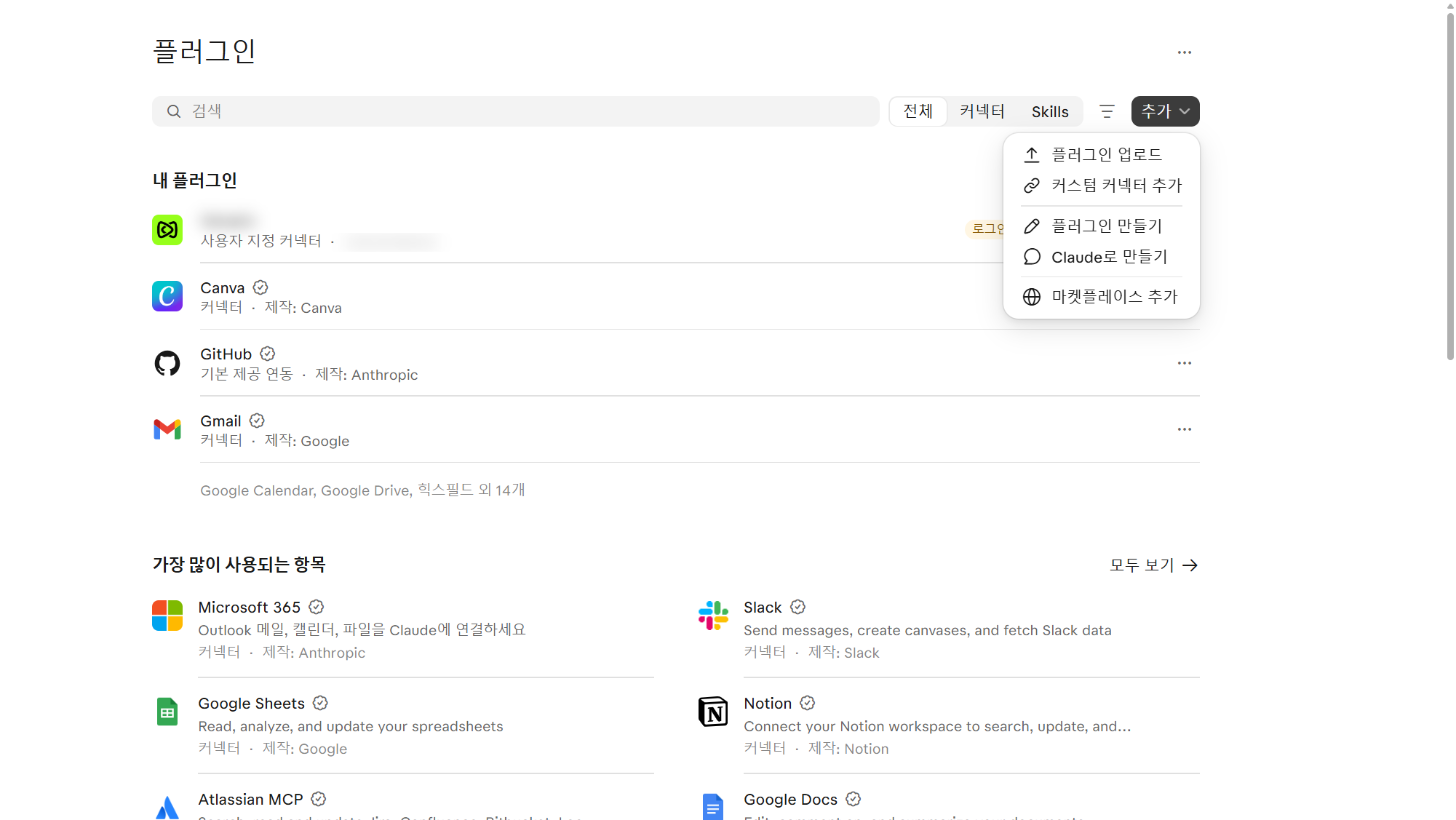 플러그인
검색
전체 커넥터 Skills 추가
플러그인 업로드
커스텀 커넥터 추가
플러그인 만들기
Claude로 만들기
마켓플레이스 추가
내 플러그인
사용자 지정 커넥터 ·
로그인
Canva
커넥터 · 제작: Canva
GitHub
기본 제공 연동 · 제작: Anthropic
Gmail
커넥터 · 제작: Google
Google Calendar, Google Drive, 힉스필드 외 14개
가장 많이 사용되는 항목 모두 보기 →
Microsoft 365
Outlook 메일, 캘린더, 파일을 Claude에 연결하세요
커넥터 · 제작: Anthropic
Slack
Send messages, create canvases, and fetch Slack data
커넥터 · 제작: Slack
Google Sheets
Read, analyze, and update your spreadsheets
커넥터 · 제작: Google
Notion
Connect your Notion workspace to search, update, and...
커넥터 · 제작: Notion
Atlassian MCP
Google Docs